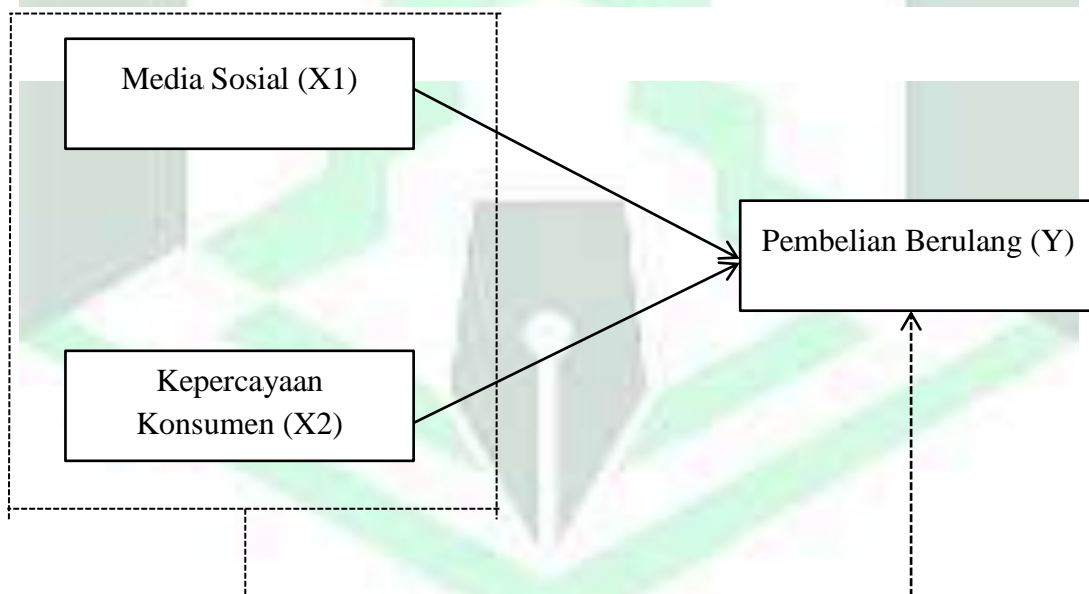 Media Sosial (X1)
Pembelian Berulang (Y)
Kepercayaan
Konsumen (X2)